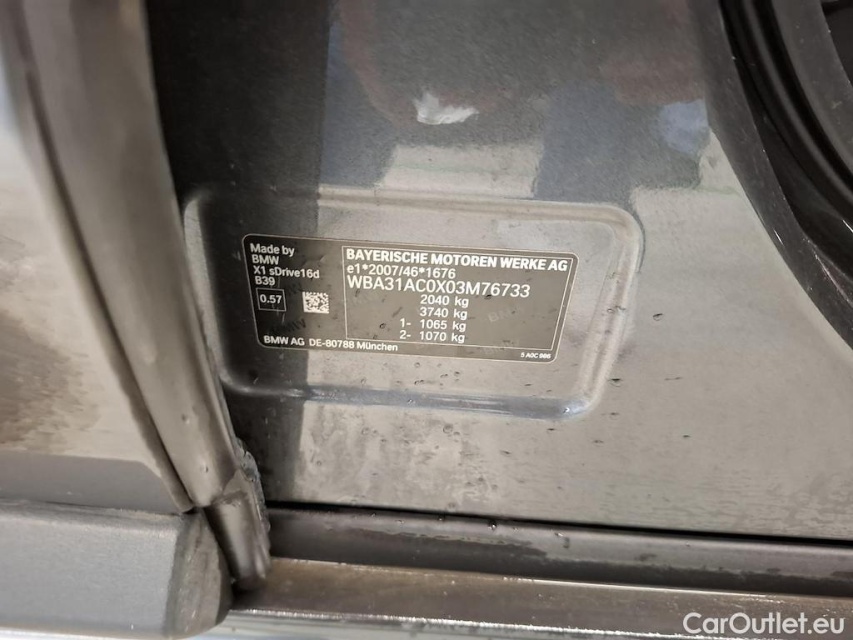 Made by
BMW
X1 sDrive16d
B39
0.57
BMW AG DE-80788 München
BAYERISCHE MOTOREN WERKE AG
e1*2007/46*1676
WBA31AC0X03M76733
2040 kg
3740 kg
1- 1065 kg
2- 1070 kg
5 A0C 986
CarOutlet.eu